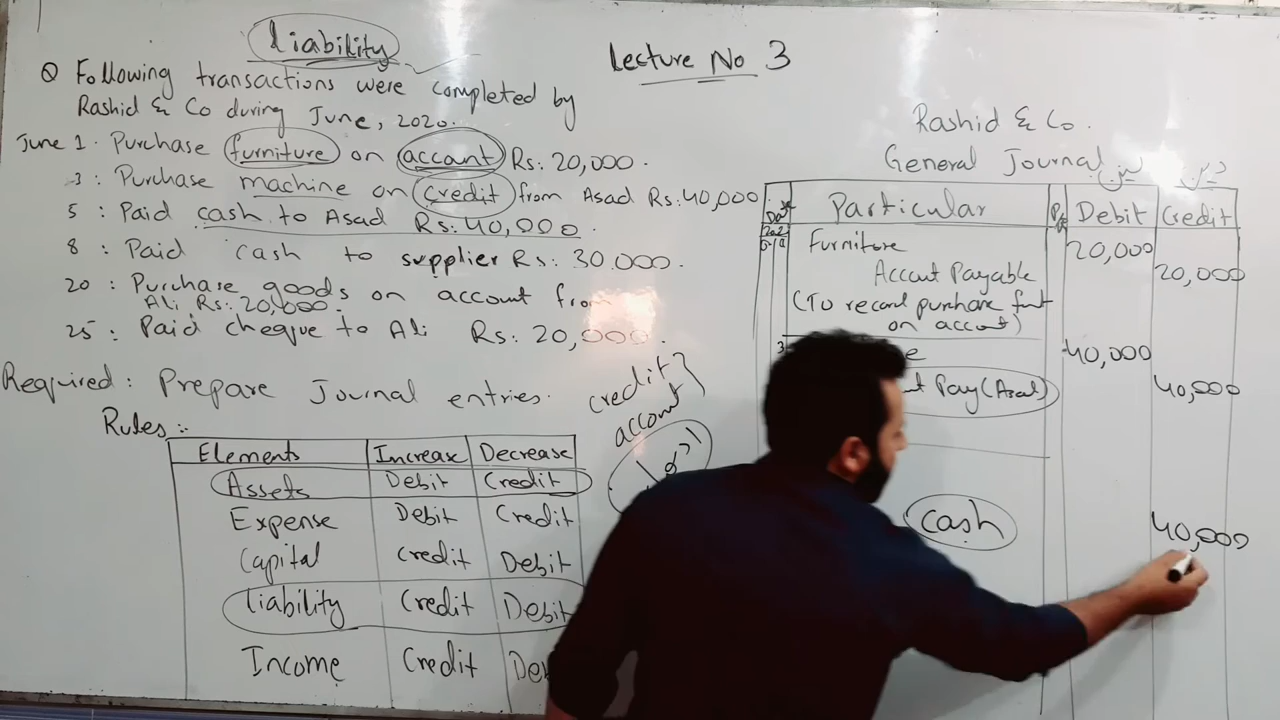 Liability
Lecture No 3
Q Following transactions were completed by
Rashid & Co during June, 2020.
June 1. Purchase furniture on account Rs: 20,000.
3: Purchase machine on credit from Asad Rs: 40,000
5: Paid cash to Asad Rs: 40,000.
8: Paid cash to supplier Rs: 30 000.
20: Purchase goods on account from
Ali Rs: 20,000.
25: Paid cheque to Ali Rs: 20,000.
Required: Prepare Journal entries.
Rules:-
Elements Increase Decrease
Assets Debit Credit
Expense Debit Credit
Capital Credit Debit
Liability Credit Debit
Income Credit De
credit
account
Rashid & Co.
General Journal
Particular Debit Credit
Furniture 20,000
Accout Payable 20,000
(To record purchase
on accout)
3 40,000
Pay (Asad) 40,000
Cash 40,000